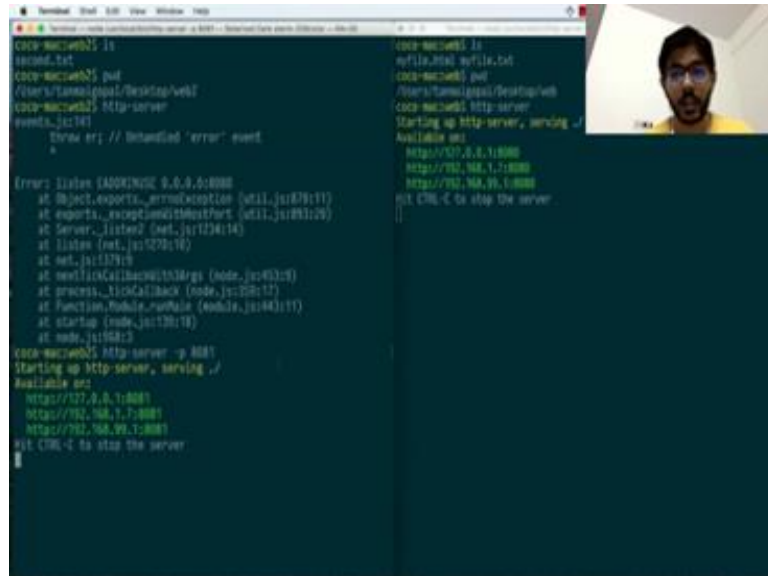 Terminal Shell Edit View Window Help
coco-mac:web2$ ls
second.txt
coco-mac:web2$ pwd
/Users/tanmaigopal/Desktop/web2
coco-mac:web2$ http-server
events.js:141
throw er; // Unhandled 'error' event
^
Error: listen EADDRINUSE 0.0.0.0:8080
at Object.exports._errnoException (util.js:870:11)
at exports._exceptionWithHostPort (util.js:893:20)
at Server._listen2 (net.js:1234:14)
at listen (net.js:1270:10)
at net.js:1379:9
at nextTickCallbackWith3Args (node.js:453:9)
at process._tickCallback (node.js:359:17)
at Function.Module.runMain (module.js:443:11)
at startup (node.js:139:18)
at node.js:968:3
coco-mac:web2$ http-server -p 8081
Starting up http-server, serving ./
Available on:
http://127.0.0.1:8081
http://192.168.1.7:8081
http://192.168.99.1:8081
Hit CTRL-C to stop the server
coco-mac:web$ ls
myfile.html myfile.txt
coco-mac:web$ pwd
/Users/tanmaigopal/Desktop/web
coco-mac:web$ http-server
Starting up http-server, serving ./
Available on:
http://127.0.0.1:8080
http://192.168.1.7:8080
http://192.168.99.1:8080
Hit CTRL-C to stop the server